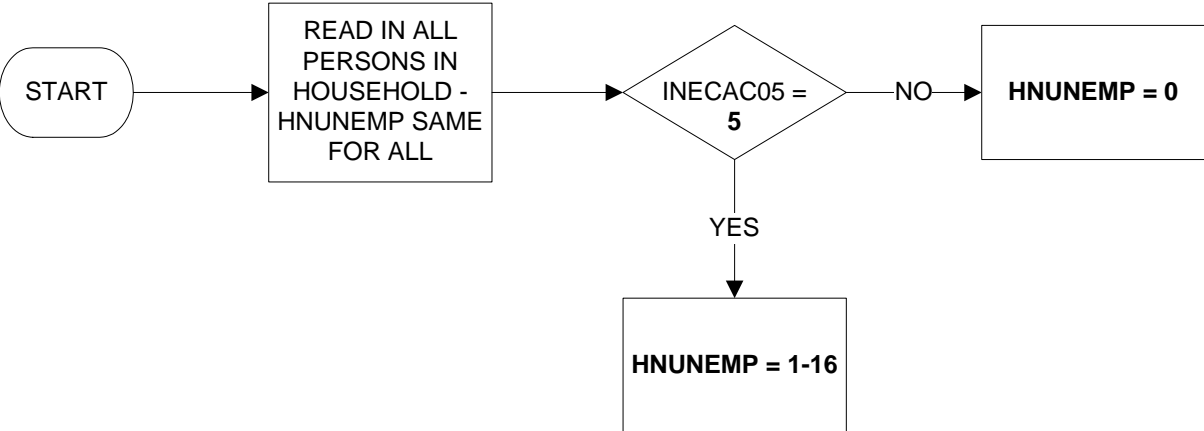 START
READ IN ALL
PERSONS IN
HOUSEHOLD -
HNUNEMP SAME
FOR ALL
INECAC05 =
5
NO
HNUNEMP = 0
YES
HNUNEMP = 1-16